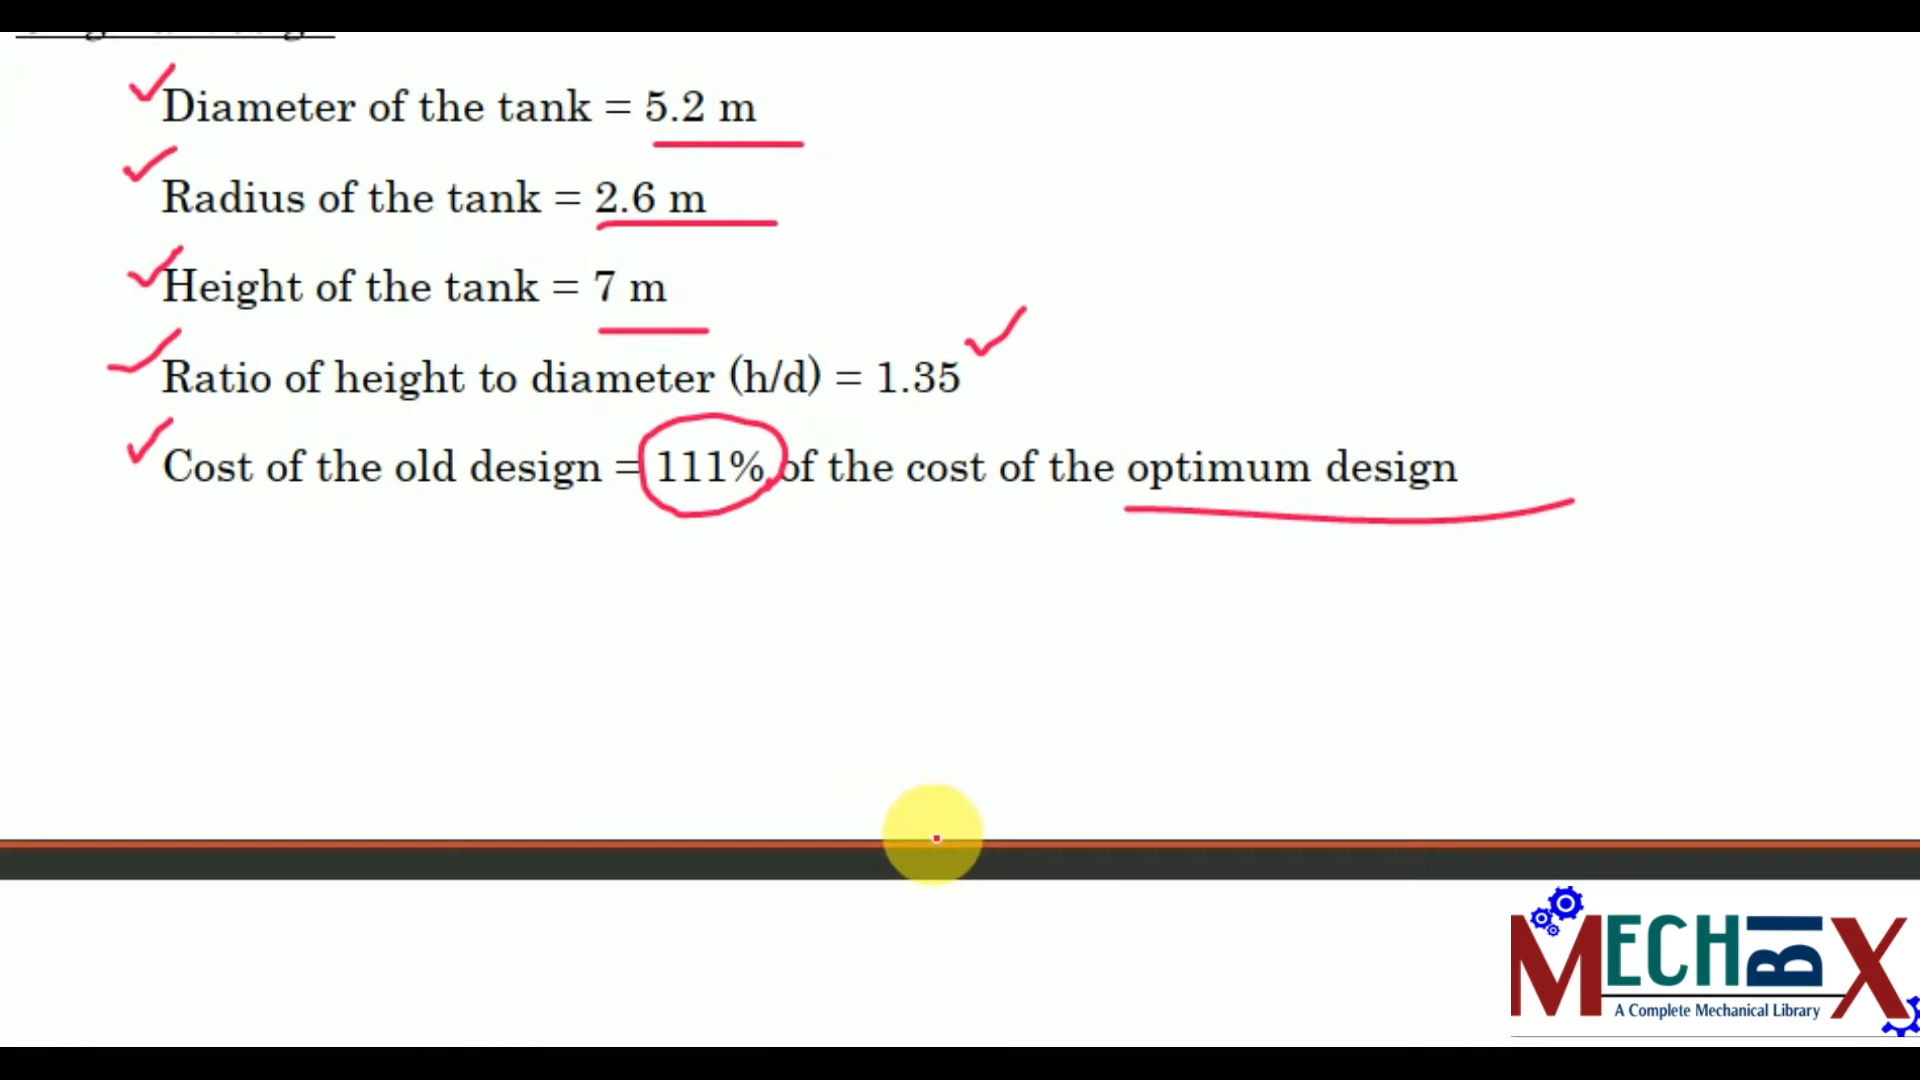 Diameter of the tank = 5.2 m
Radius of the tank = 2.6 m
Height of the tank = 7 m
Ratio of height to diameter (h/d) = 1.35
Cost of the old design = 111% of the cost of the optimum design
MECHBIX
A Complete Mechanical Library